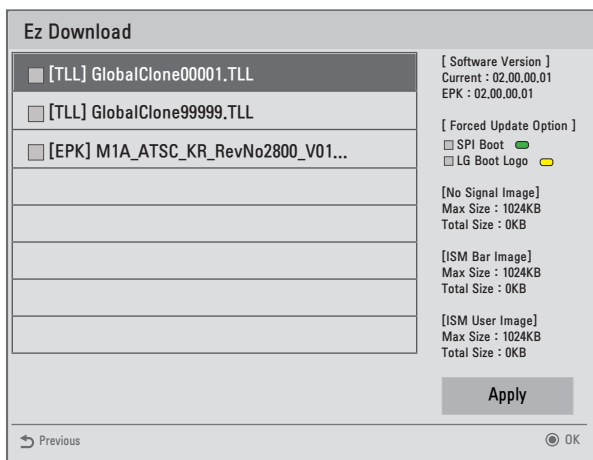 Ez Download
[TLL] GlobalClone00001.TLL
[TLL] GlobalClone99999.TLL
[EPK] M1A_ATSC_KR_RevNo2800_V01...
[ Software Version ]
Current : 02.00.00.01
EPK : 02.00.00.01
[ Forced Update Option ]
SPI Boot
LG Boot Logo
[No Signal Image]
Max Size : 1024KB
Total Size : 0KB
[ISM Bar Image]
Max Size : 1024KB
Total Size : 0KB
[ISM User Image]
Max Size : 1024KB
Total Size : 0KB
Apply
Previous
OK